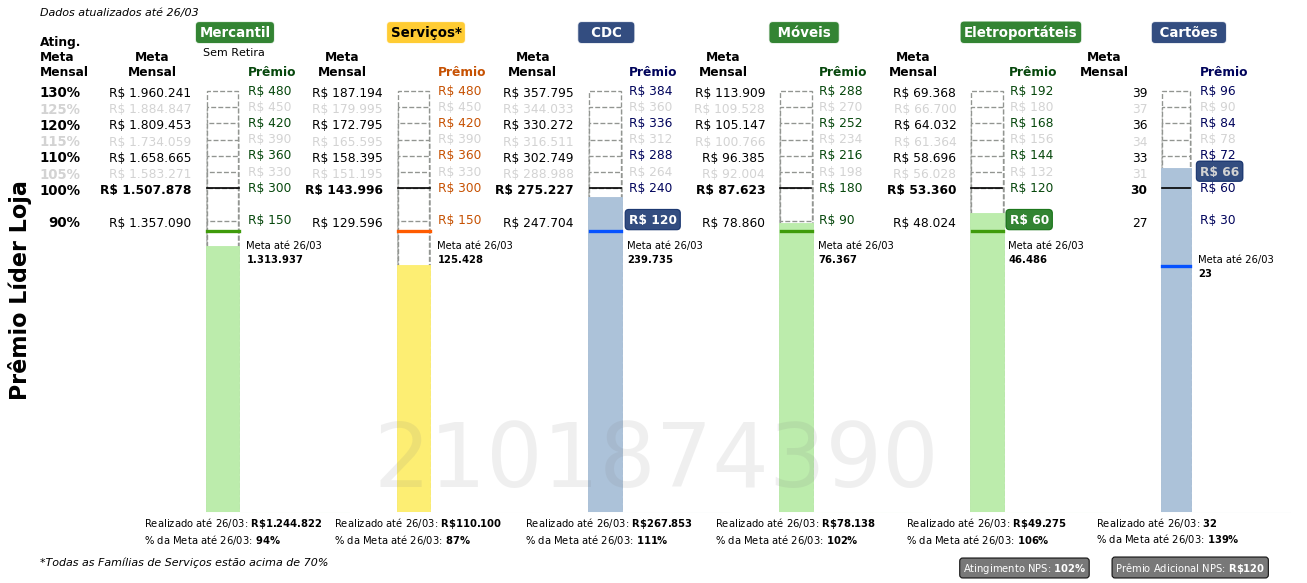 Dados atualizados até 26/03
Mercantil Serviços* CDC Móveis Eletroportáteis Cartões
Sem Retira
Ating. Meta Mensal
Meta Mensal Prêmio Meta Mensal Prêmio Meta Mensal Prêmio Meta Mensal Prêmio Meta Mensal Prêmio Meta Mensal Prêmio
130% R$ 1.960.241 R$ 480 R$ 187.194 R$ 480 R$ 357.795 R$ 384 R$ 113.909 R$ 288 R$ 69.368 R$ 192 39 R$ 96
125% R$ 1.884.847 R$ 450 R$ 179.995 R$ 450 R$ 344.033 R$ 360 R$ 109.528 R$ 270 R$ 66.700 R$ 180 37 R$ 90
120% R$ 1.809.453 R$ 420 R$ 172.795 R$ 420 R$ 330.272 R$ 336 R$ 105.147 R$ 252 R$ 64.032 R$ 168 36 R$ 84
115% R$ 1.734.059 R$ 390 R$ 165.595 R$ 390 R$ 316.511 R$ 312 R$ 100.766 R$ 234 R$ 61.364 R$ 156 34 R$ 78
110% R$ 1.658.665 R$ 360 R$ 158.395 R$ 360 R$ 302.749 R$ 288 R$ 96.385 R$ 216 R$ 58.696 R$ 144 33 R$ 72
105% R$ 1.583.271 R$ 330 R$ 151.195 R$ 330 R$ 288.988 R$ 264 R$ 92.004 R$ 198 R$ 56.028 R$ 132 31 R$ 66
100% R$ 1.507.878 R$ 300 R$ 143.996 R$ 300 R$ 275.227 R$ 240 R$ 87.623 R$ 180 R$ 53.360 R$ 120 30 R$ 60
90% R$ 1.357.090 R$ 150 R$ 129.596 R$ 150 R$ 247.704 R$ 120 R$ 78.860 R$ 90 R$ 48.024 R$ 60 27 R$ 30
Meta até 26/03 Meta até 26/03 Meta até 26/03 Meta até 26/03 Meta até 26/03 Meta até 26/03
1.313.937 125.428 239.735 76.367 46.486 23
Prêmio Líder Loja
2101874390
Realizado até 26/03: R$1.244.822 Realizado até 26/03: R$110.100 Realizado até 26/03: R$267.853 Realizado até 26/03: R$78.138 Realizado até 26/03: R$49.275 Realizado até 26/03: 32
% da Meta até 26/03: 94% % da Meta até 26/03: 87% % da Meta até 26/03: 111% % da Meta até 26/03: 102% % da Meta até 26/03: 106% % da Meta até 26/03: 139%
*Todas as Famílias de Serviços estão acima de 70%
Atingimento NPS: 102% Prêmio Adicional NPS: R$120